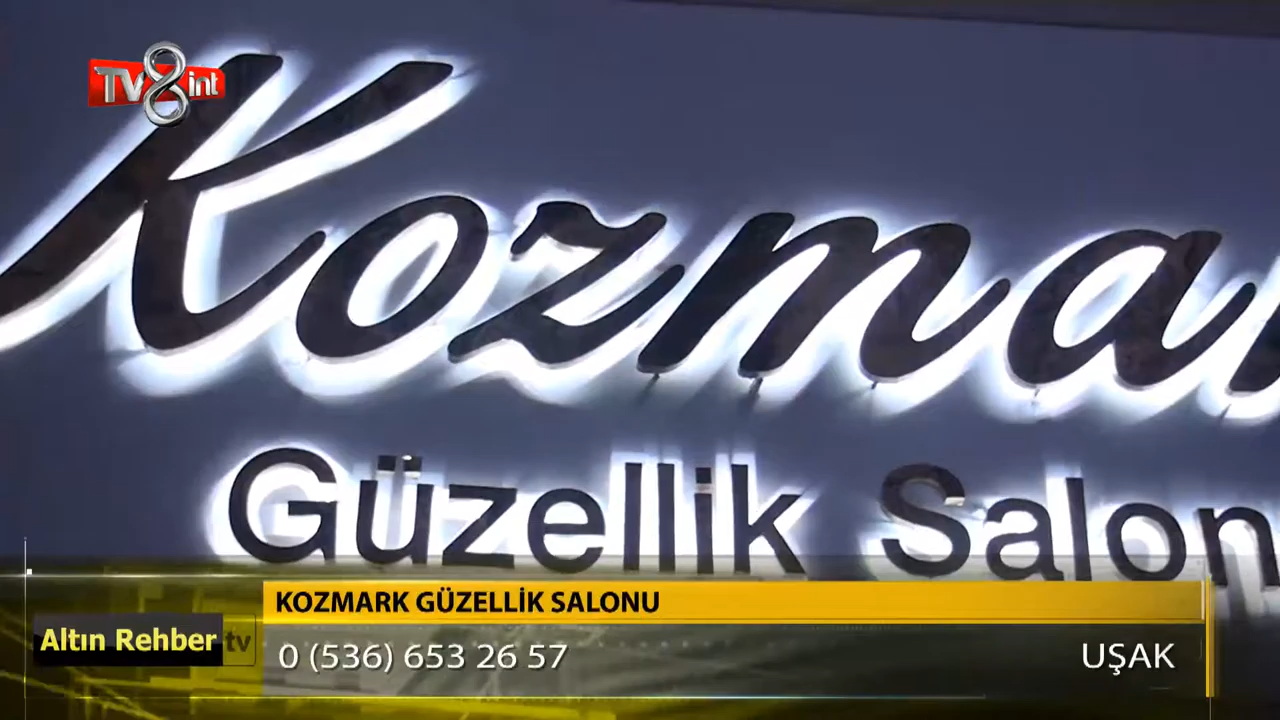 TV8int
Kozma
Güzellik Salon
KOZMARK GÜZELLİK SALONU
Altın Rehber tv
0 (536) 653 26 57
UŞAK